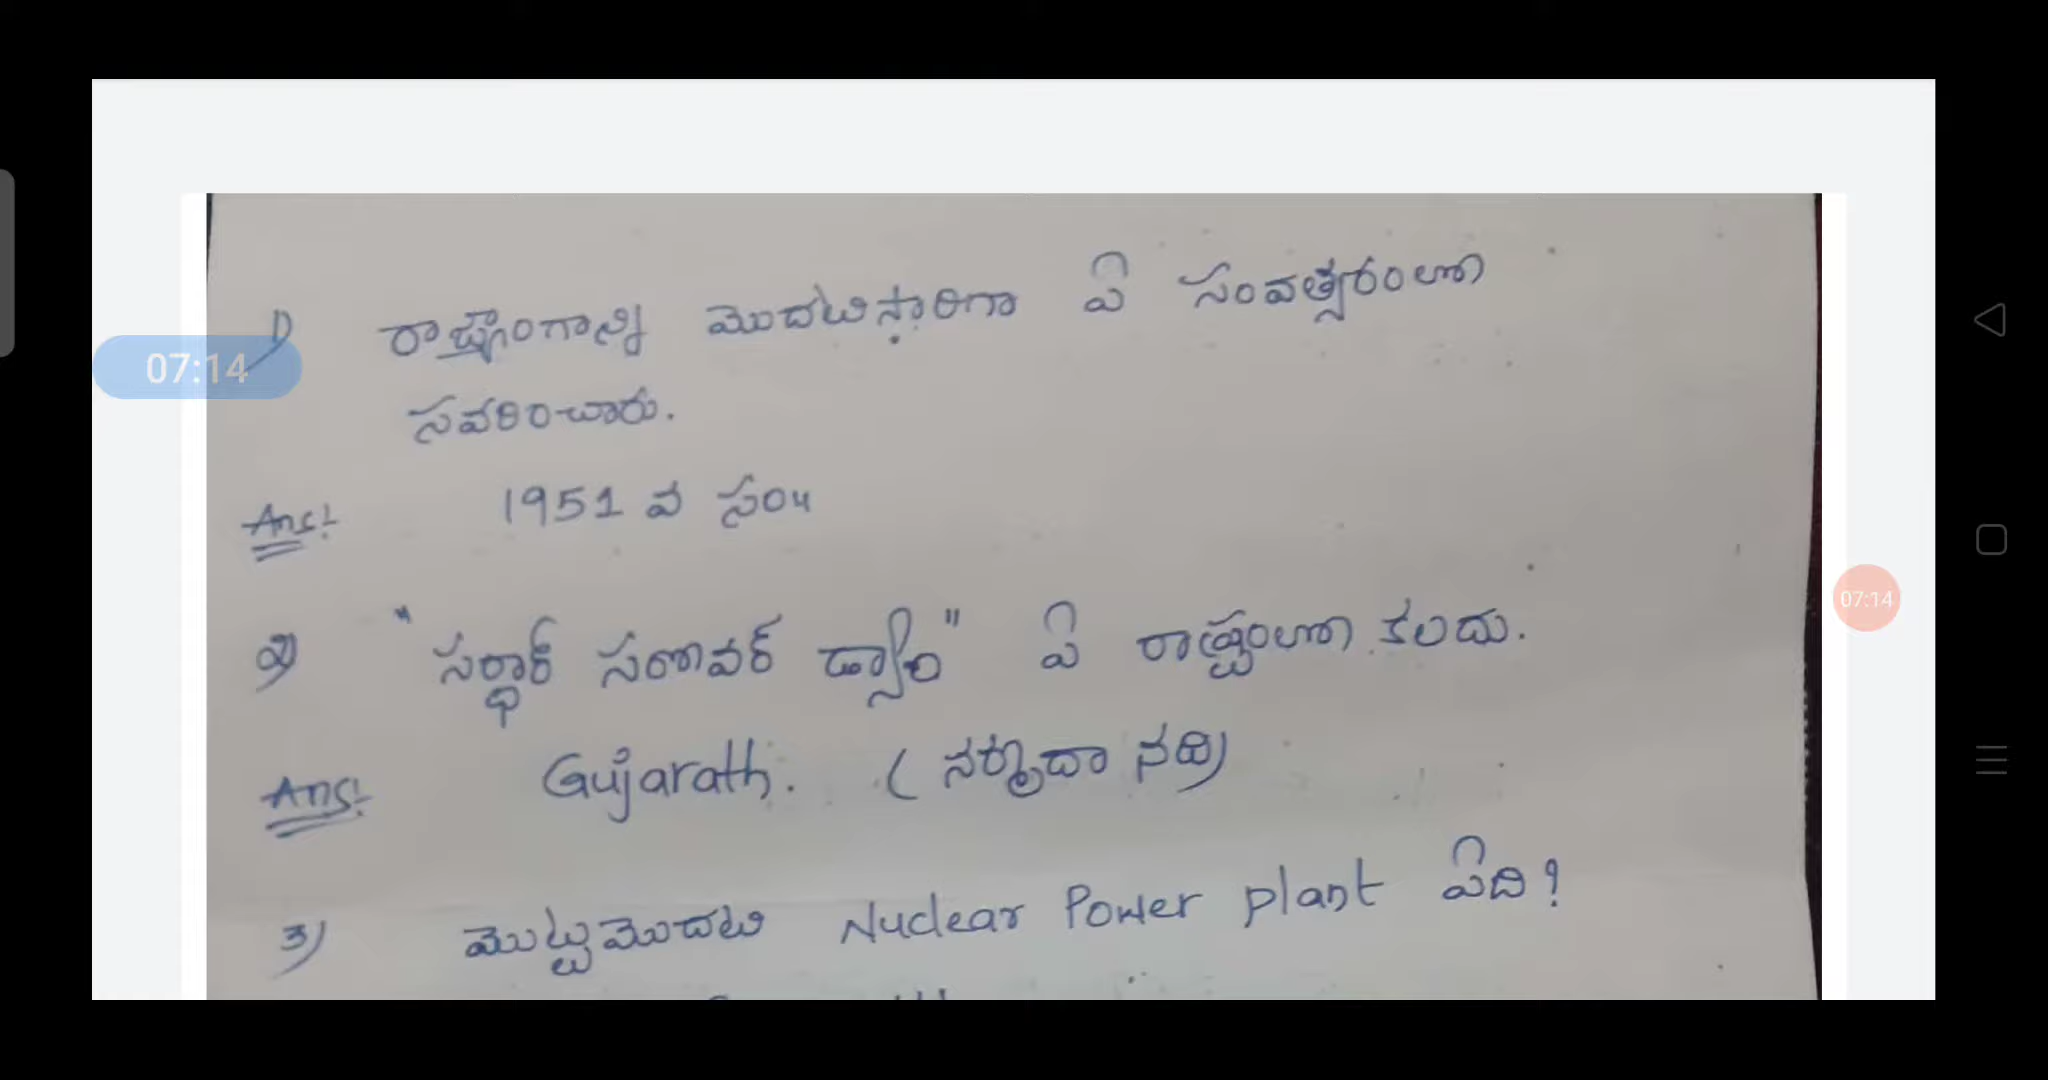 1) రాజ్యాంగాన్ని మొదటిసారిగా ఏ సంవత్సరంలో
07:14
సవరించారు.
Ans: 1951 వ సం॥
2) "సర్ధార్ సరోవర్ డ్యాం" ఏ రాష్ట్రంలో కలదు.
07:14
Ans: Gujarath. (నర్మదా నది)
3) మొట్టమొదటి Nuclear Power plant ఏది?